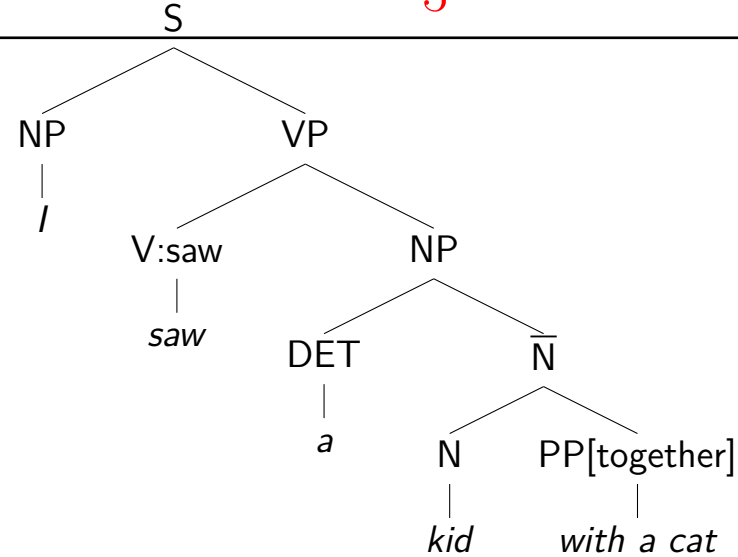 S
NP VP
I
V:saw NP
saw
DET N̅
a
N PP[together]
kid with a cat